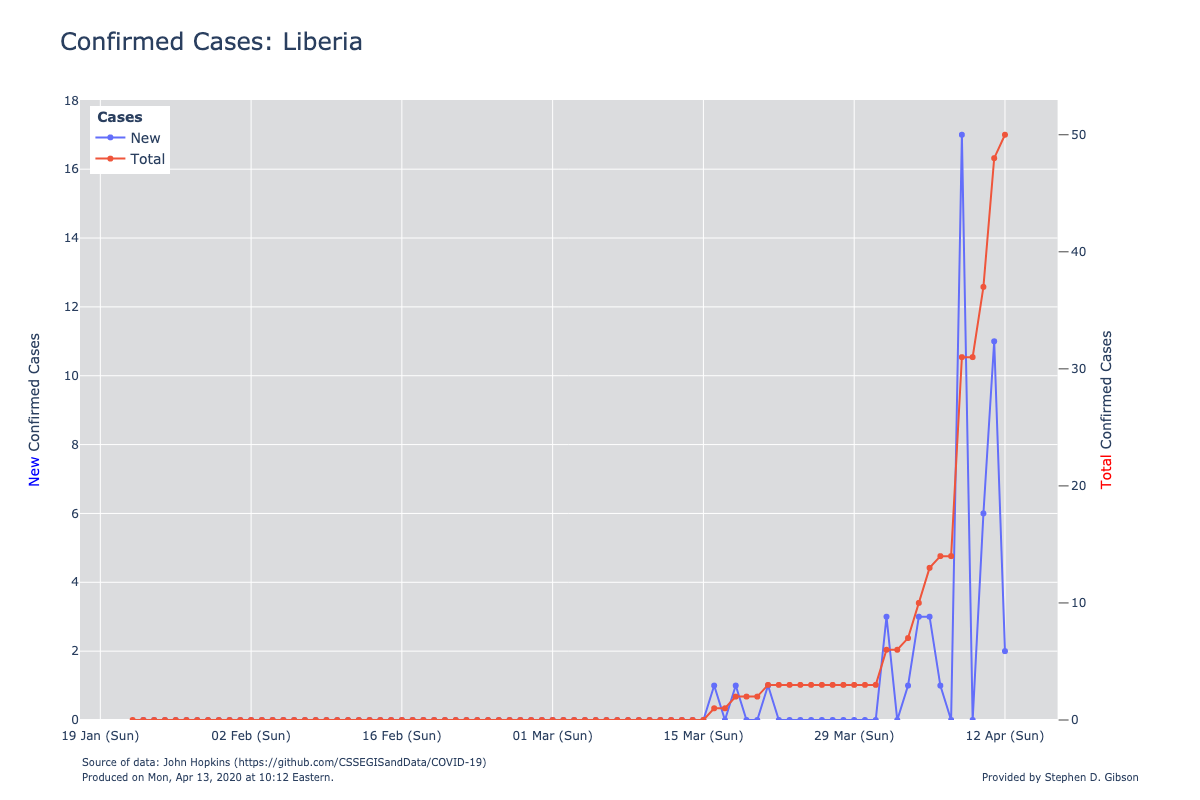 Confirmed Cases: Liberia
Cases
New
Total
18
16
14
12
10
8
6
4
2
0
New Confirmed Cases
50
40
30
20
10
0
Total Confirmed Cases
19 Jan (Sun) 02 Feb (Sun) 16 Feb (Sun) 01 Mar (Sun) 15 Mar (Sun) 29 Mar (Sun) 12 Apr (Sun)
Source of data: John Hopkins (https://github.com/CSSEGISandData/COVID-19)
Produced on Mon, Apr 13, 2020 at 10:12 Eastern.
Provided by Stephen D. Gibson